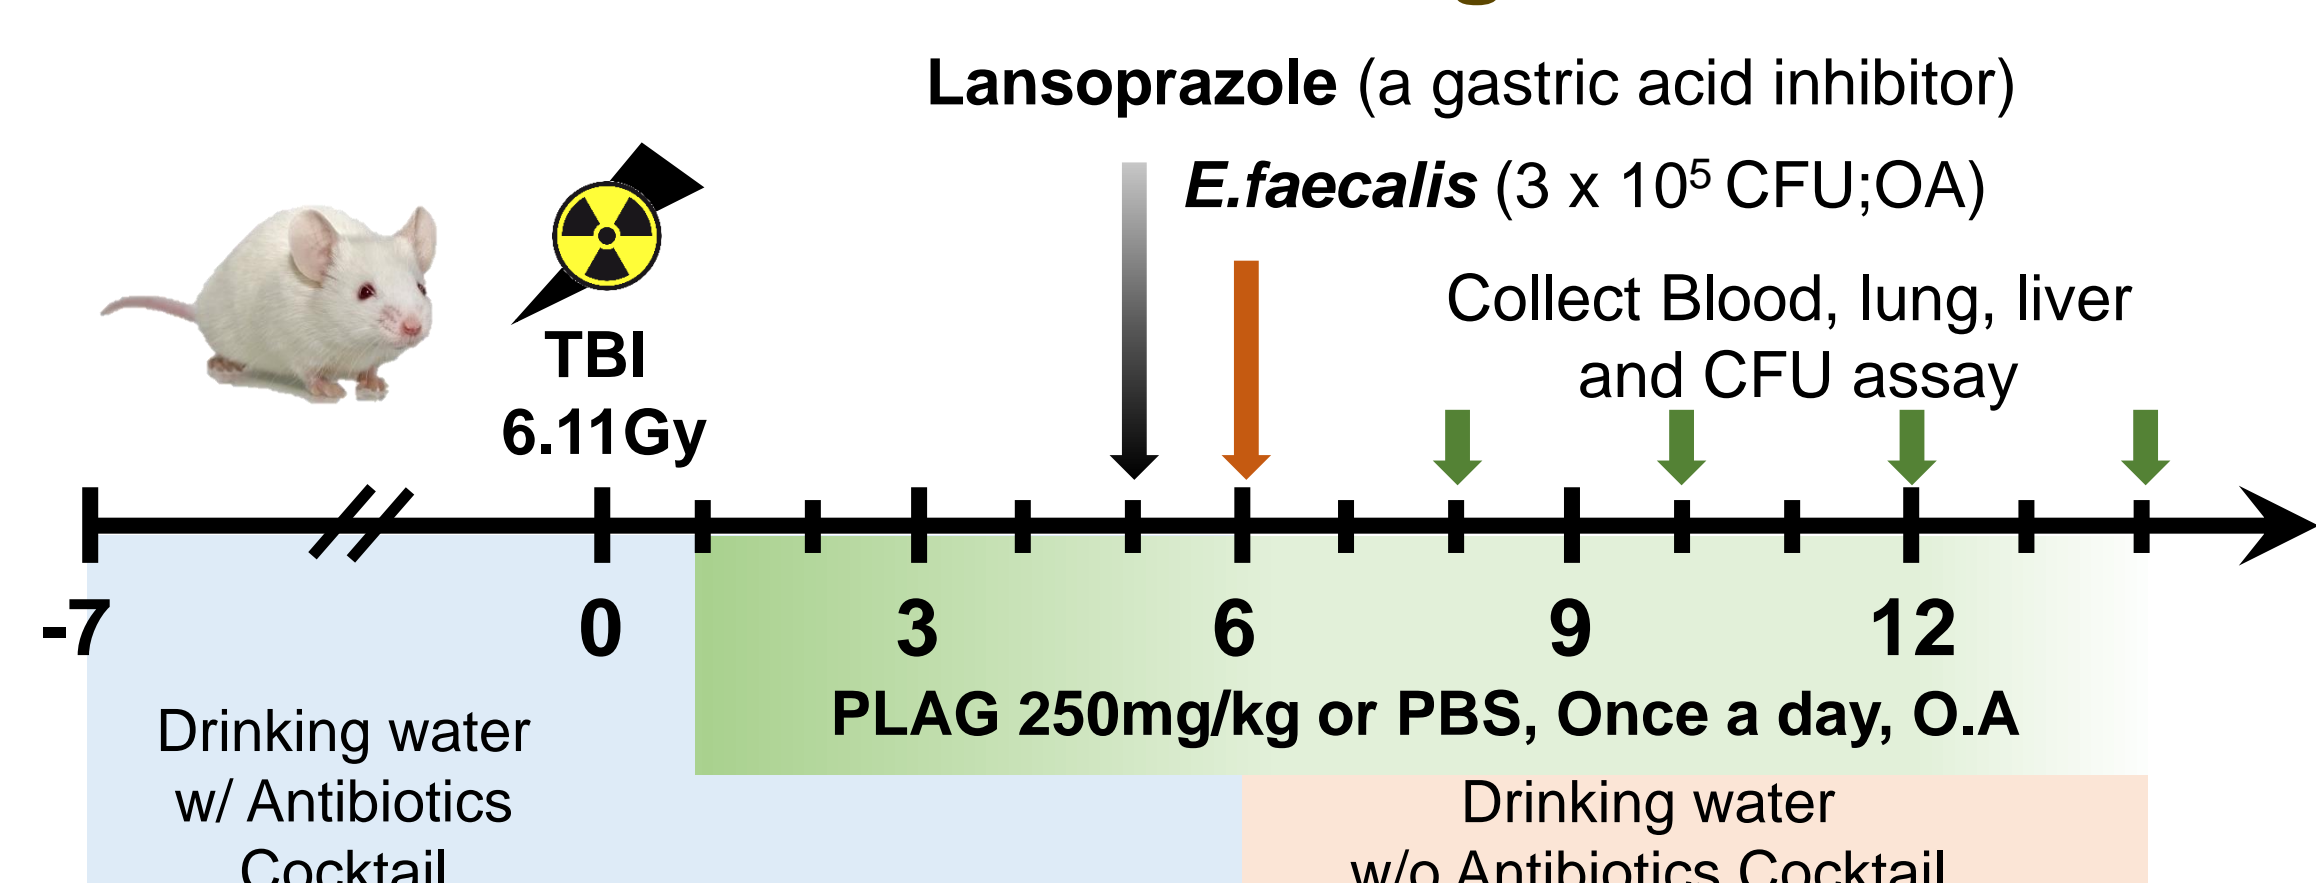 Lansoprazole (a gastric acid inhibitor)
E.faecalis (3 x 10⁵ CFU;OA)
Collect Blood, lung, liver
and CFU assay
TBI
6.11Gy
-7 0 3 6 9 12
PLAG 250mg/kg or PBS, Once a day, O.A
Drinking water
w/ Antibiotics
Cocktail
Drinking water
w/o Antibiotics Cocktail